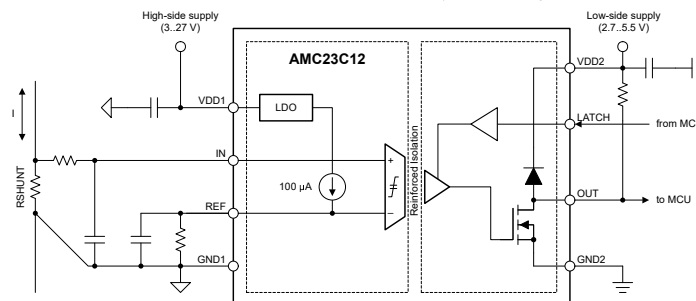 High-side supply
(3..27 V)
Low-side supply
(2.7..5.5 V)
AMC23C12
VDD1
LDO
VDD2
LATCH
from MC
I
IN
+
100 μA
Reinforced Isolation
RSHUNT
OUT
to MCU
REF
–
GND1
GND2